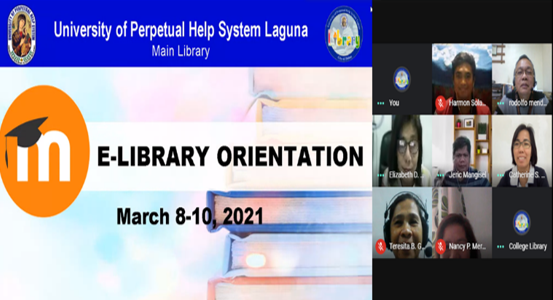 University of Perpetual Help System Laguna
Main Library
m
E-LIBRARY ORIENTATION
March 8-10, 2021
You
Harmon Sola...
rodolfo mend...
Elizabeth D.
Jeric Manginei
Catherine S. ...
Teresita B. G...
Nancy P. Mer...
College Library